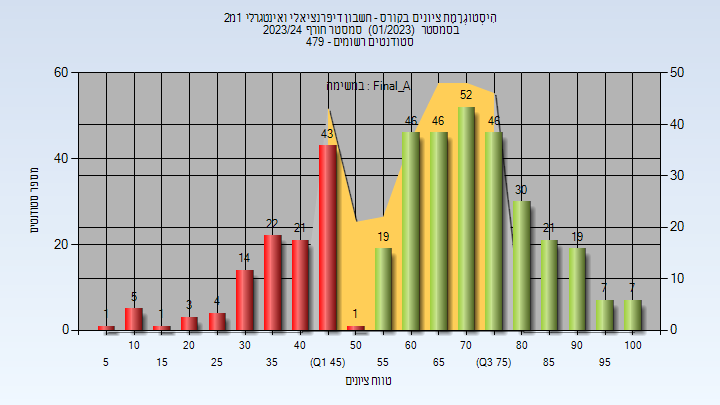 היסטוגרמת ציונים בקורס - חשבון דיפרנציאלי ואינטגרלי 1מ2
בסמסטר (01/2023) סמסטר חורף 2023/24
סטודנטים רשומים - 479
במשימה : Final_A
60 50
52
46 46 46
43
40 40
30
30
22 21 21
20 20
19 19
14
10
7 7
5
4
3
1 1 1
0 0
10 20 30 40 50 60 70 80 90 100
5 15 25 35 (Q1 45) 55 65 (Q3 75) 85 95
מספר סטודנטים
טווח ציונים